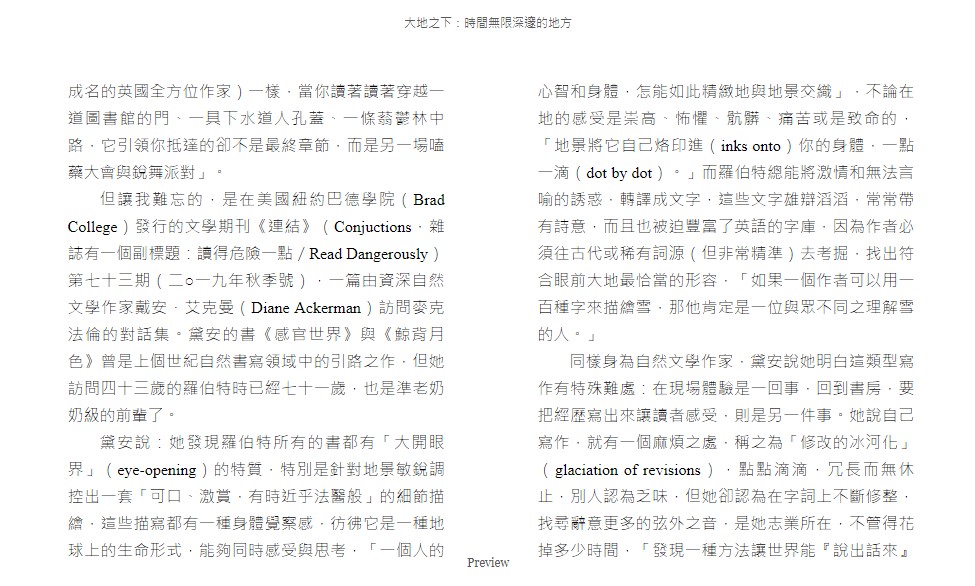 大地之下：時間無限深邃的地方
成名的英國全方位作家）一樣，當你讀著讀著穿越一
道圖書館的門、一具下水道人孔蓋、一條蓊鬱林中
路，它引領你抵達的卻不是最終章節，而是另一場嗑
藥大會與銳舞派對」。
但讓我難忘的，是在美國紐約巴德學院（Brad
College）發行的文學期刊《連結》（Conjuctions，雜
誌有一個副標題：讀得危險一點／Read Dangerously）
第七十三期（二○一九年秋季號），一篇由資深自然
文學作家戴安．艾克曼（Diane Ackerman）訪問麥克
法倫的對話集。黛安的書《感官世界》與《鯨背月
色》曾是上個世紀自然書寫領域中的引路之作，但她
訪問四十三歲的羅伯特時已經七十一歲，也是準老奶
奶級的前輩了。
黛安說：她發現羅伯特所有的書都有「大開眼
界」（eye-opening）的特質，特別是針對地景敏銳調
控出一套「可口、激賞，有時近乎法醫般」的細節描
繪，這些描寫都有一種身體覺察感，彷彿它是一種地
球上的生命形式，能夠同時感受與思考，「一個人的
心智和身體，怎能如此精緻地與地景交織」，不論在
地的感受是崇高、怖懼、骯髒、痛苦或是致命的，
「地景將它自己烙印進（inks onto）你的身體，一點
一滴（dot by dot）。」而羅伯特總能將激情和無法言
喻的誘惑，轉譯成文字，這些文字雄辯滔滔，常常帶
有詩意，而且也被迫豐富了英語的字庫，因為作者必
須往古代或稀有詞源（但非常精準）去考掘，找出符
合眼前大地最恰當的形容，「如果一個作者可以用一
百種字來描繪雪，那他肯定是一位與眾不同之理解雪
的人。」
同樣身為自然文學作家，黛安說她明白這類型寫
作有特殊難處：在現場體驗是一回事，回到書房，要
把經歷寫出來讓讀者感受，則是另一件事。她說自己
寫作，就有一個麻煩之處，稱之為「修改的冰河化」
（glaciation of revisions），點點滴滴，冗長而無休
止，別人認為乏味，但她卻認為在字詞上不斷修整，
找尋辭意更多的弦外之音，是她志業所在，不管得花
掉多少時間，「發現一種方法讓世界能『說出話來』
Preview